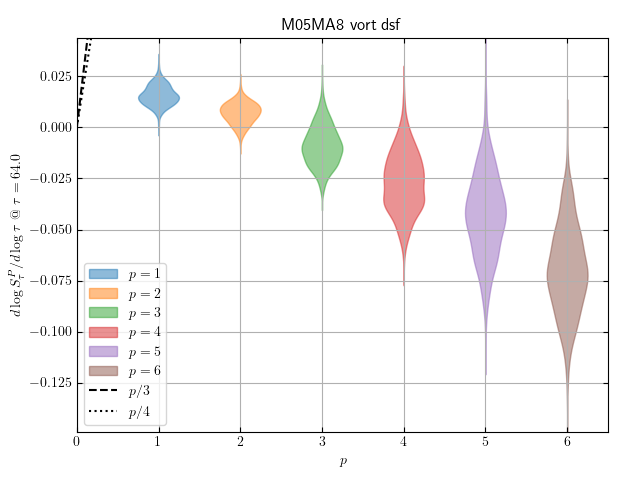 M05MA8 vort dsf
d log S_τ^P / d log τ @ τ = 64.0
0.025
0.000
−0.025
−0.050
−0.075
−0.100
−0.125
p = 1
p = 2
p = 3
p = 4
p = 5
p = 6
p/3
p/4
0 1 2 3 4 5 6
p